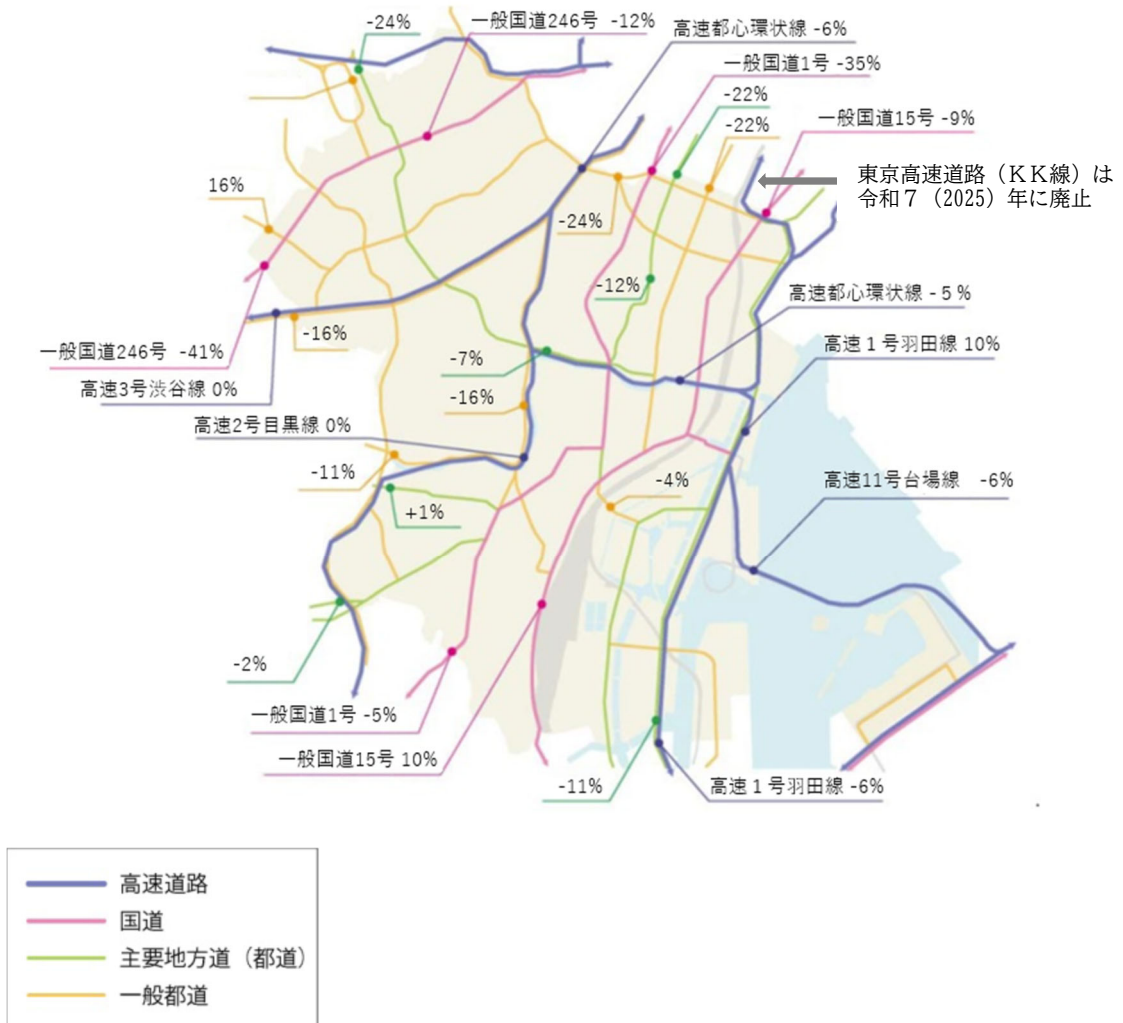 -24%
一般国道246号 -12%
高速都心環状線 -6%
一般国道1号 -35%
-22%
-22%
一般国道15号 -9%
東京高速道路（ＫＫ線）は
令和７（2025）年に廃止
16%
-24%
-12%
高速都心環状線 -５％
-16%
高速１号羽田線 10%
一般国道246号 -41%
-7%
高速3号渋谷線 0%
-16%
高速2号目黒線 0%
-11%
-4%
高速11号台場線 -6%
+1%
-2%
一般国道1号 -5%
一般国道15号 10%
-11%
高速１号羽田線 -6%
高速道路
国道
主要地方道（都道）
一般都道